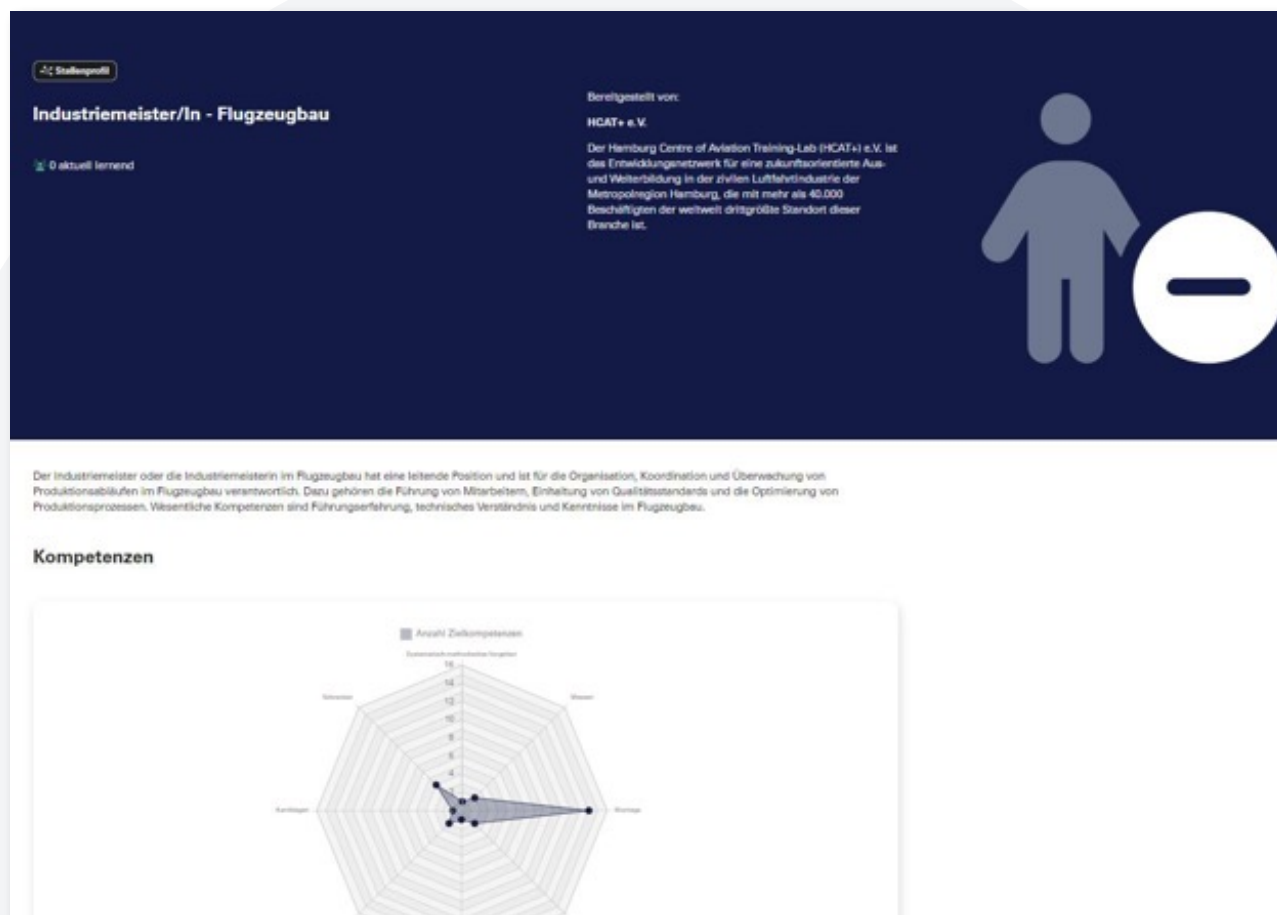 Stellenprofil
Industriemeister/In - Flugzeugbau
0 aktuell lernend
Bereitgestellt von:
HCAT+ e.V.
Der Hamburg Centre of Aviation Training-Lab (HCAT+) e.V. ist
das Entwicklungsnetzwerk für eine zukunftsorientierte Aus-
und Weiterbildung in der zivilen Luftfahrtindustrie der
Metropolregion Hamburg, die mit mehr als 40.000
Beschäftigten der weltweit drittgrößte Standort dieser
Branche ist.
Der Industriemeister oder die Industriemeisterin im Flugzeugbau hat eine leitende Position und ist für die Organisation, Koordination und Überwachung von
Produktionsabläufen im Flugzeugbau verantwortlich. Dazu gehören die Führung von Mitarbeitern, Einhaltung von Qualitätsstandards und die Optimierung von
Produktionsprozessen. Wesentliche Kompetenzen sind Führungserfahrung, technisches Verständnis und Kenntnisse im Flugzeugbau.
Kompetenzen
Anzahl Zielkompetenzen
16
14
12
10
8
6
4
2
Montage